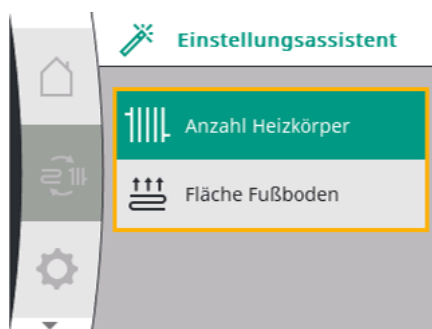 Einstellungsassistent
Anzahl Heizkörper
Fläche Fußboden